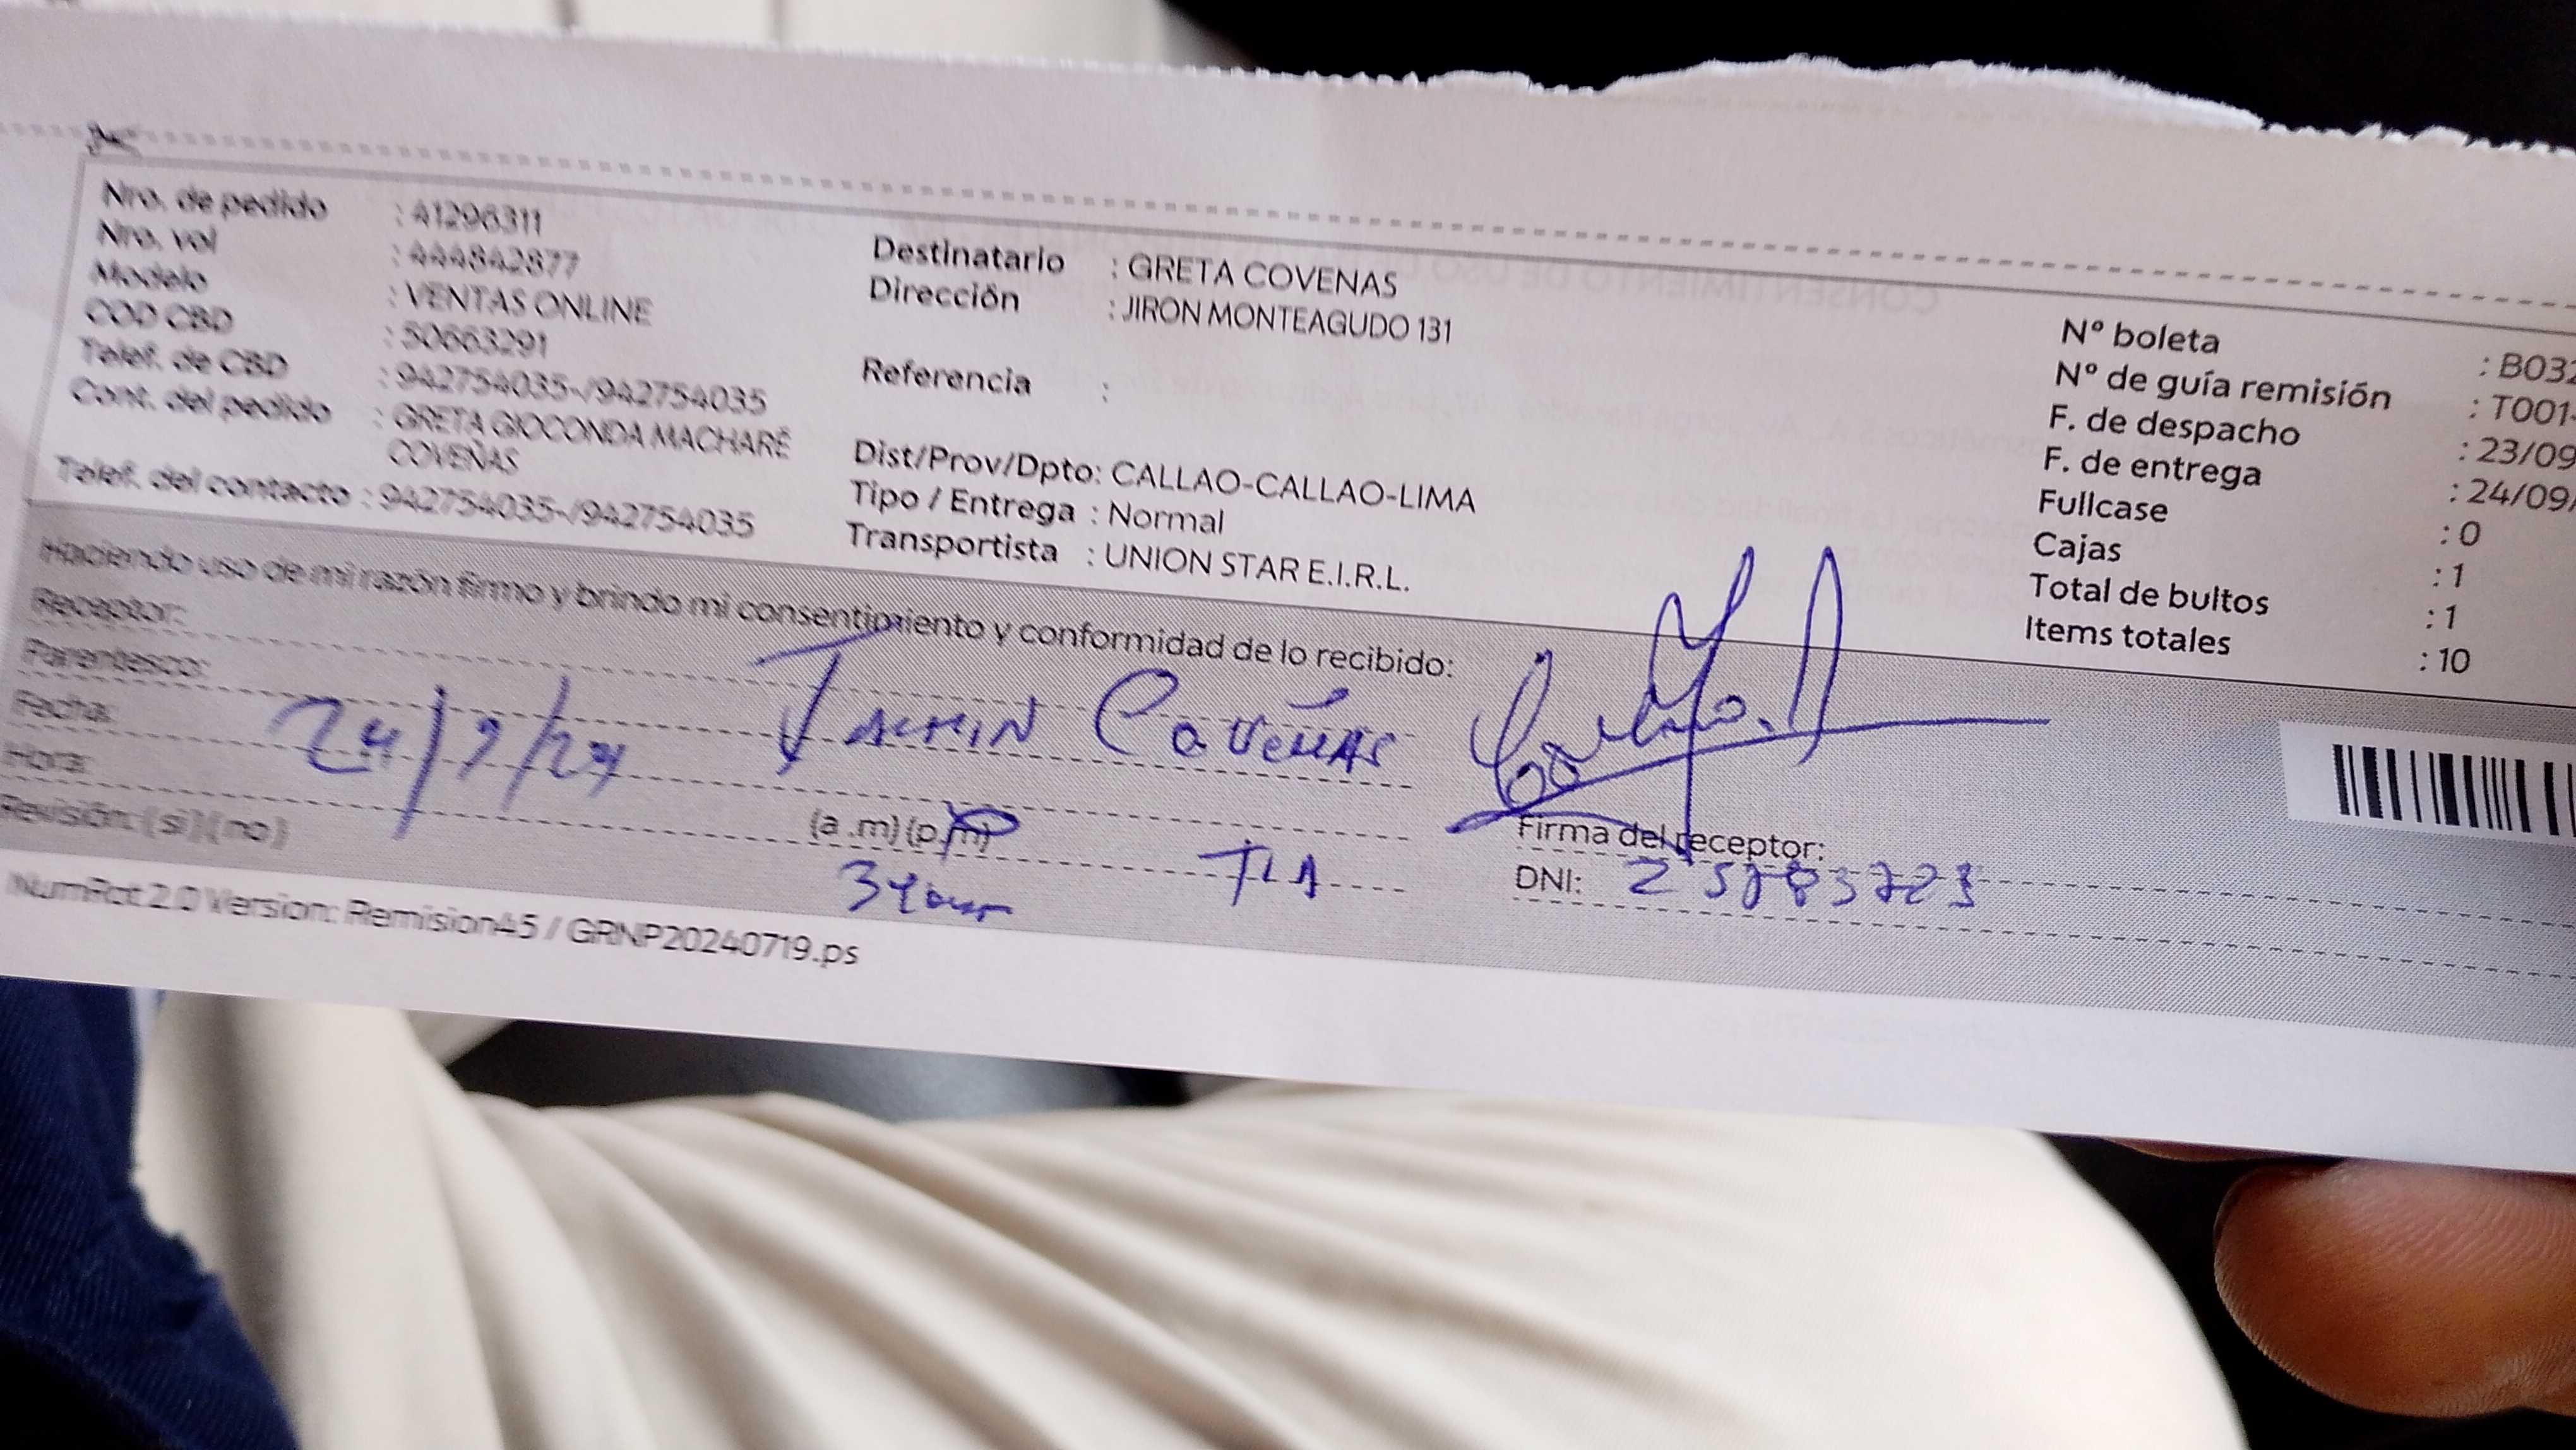 Nro. de pedido : 41296311
Nro. vol : 444842877
Modelo : VENTAS ONLINE
COD CBD : 50663291
Telef. de CBD : 942754035-/942754035
Cont. del pedido : GRETA GIOCONDA MACHARÉ
COVEÑAS
Telef. del contacto : 942754035-/942754035
Destinatario : GRETA COVENAS
Dirección : JIRON MONTEAGUDO 131
Referencia :
Dist/Prov/Dpto: CALLAO-CALLAO-LIMA
Tipo / Entrega : Normal
Transportista : UNION STAR E.I.R.L.
Nº boleta : B032
Nº de guía remisión : T001-
F. de despacho : 23/09
F. de entrega : 24/09/
Fullcase : 0
Cajas : 1
Total de bultos : 1
Items totales : 10
Haciendo uso de mi razón firmo y brindo mi consentimiento y conformidad de lo recibido:
Receptor:
Parentesco:
COVEÑAS
Fecha: 24/9/24
Hora: (a .m) (p.m)
TIA
Revisión: (si) (no)
Firma del receptor:
DNI:
NumRot 2.0 Version: Remision45 / GRNP20240719.ps